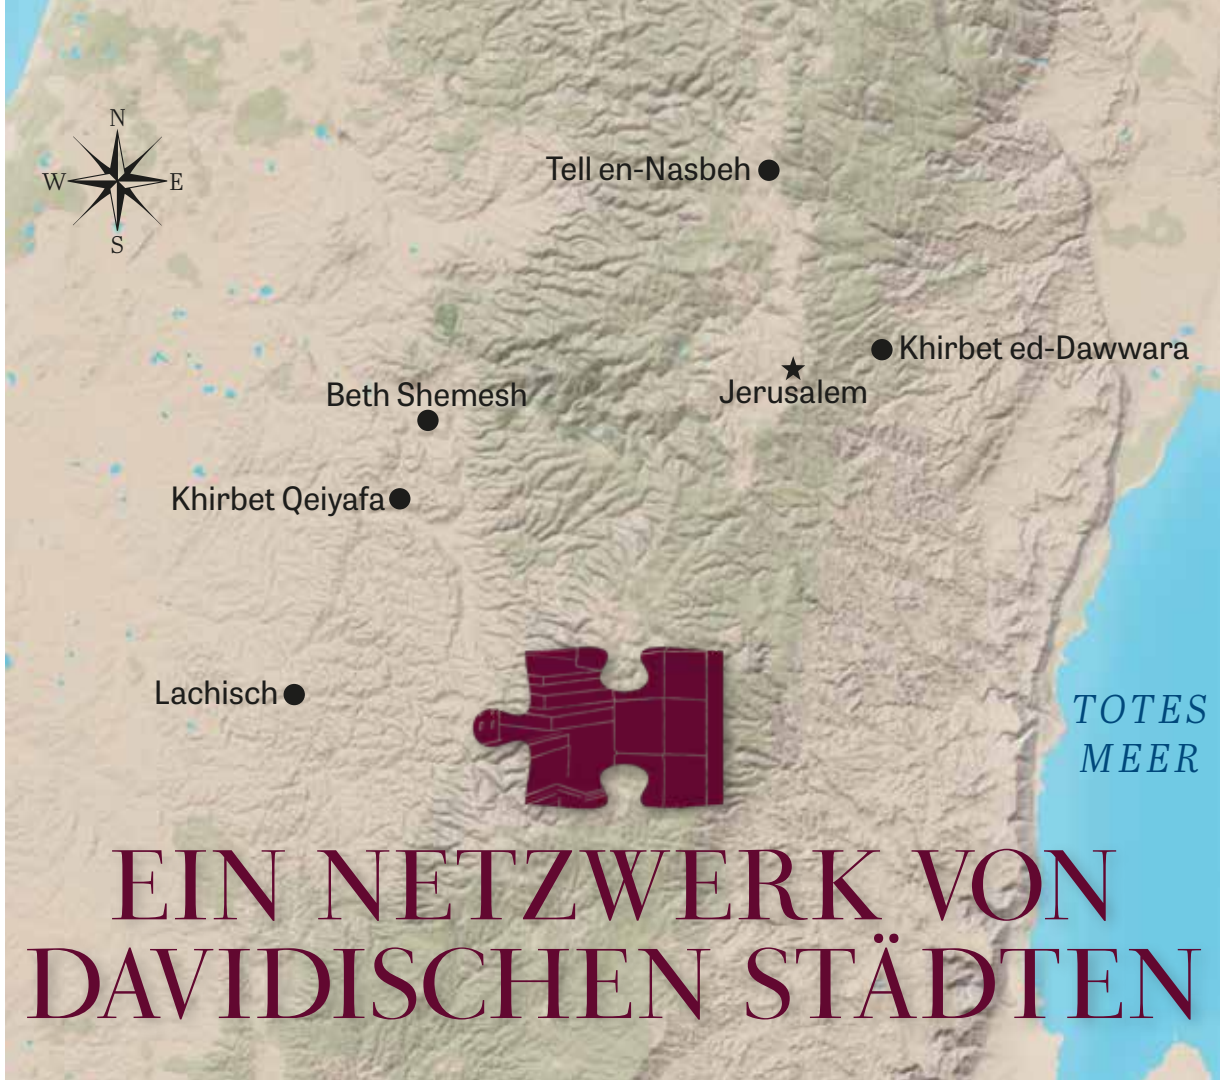 N
W
E
S
Tell en-Nasbeh
Khirbet ed-Dawwara
Jerusalem
Beth Shemesh
Khirbet Qeiyafa
Lachisch
TOTES
MEER
EIN NETZWERK VON
DAVIDISCHEN STÄDTEN